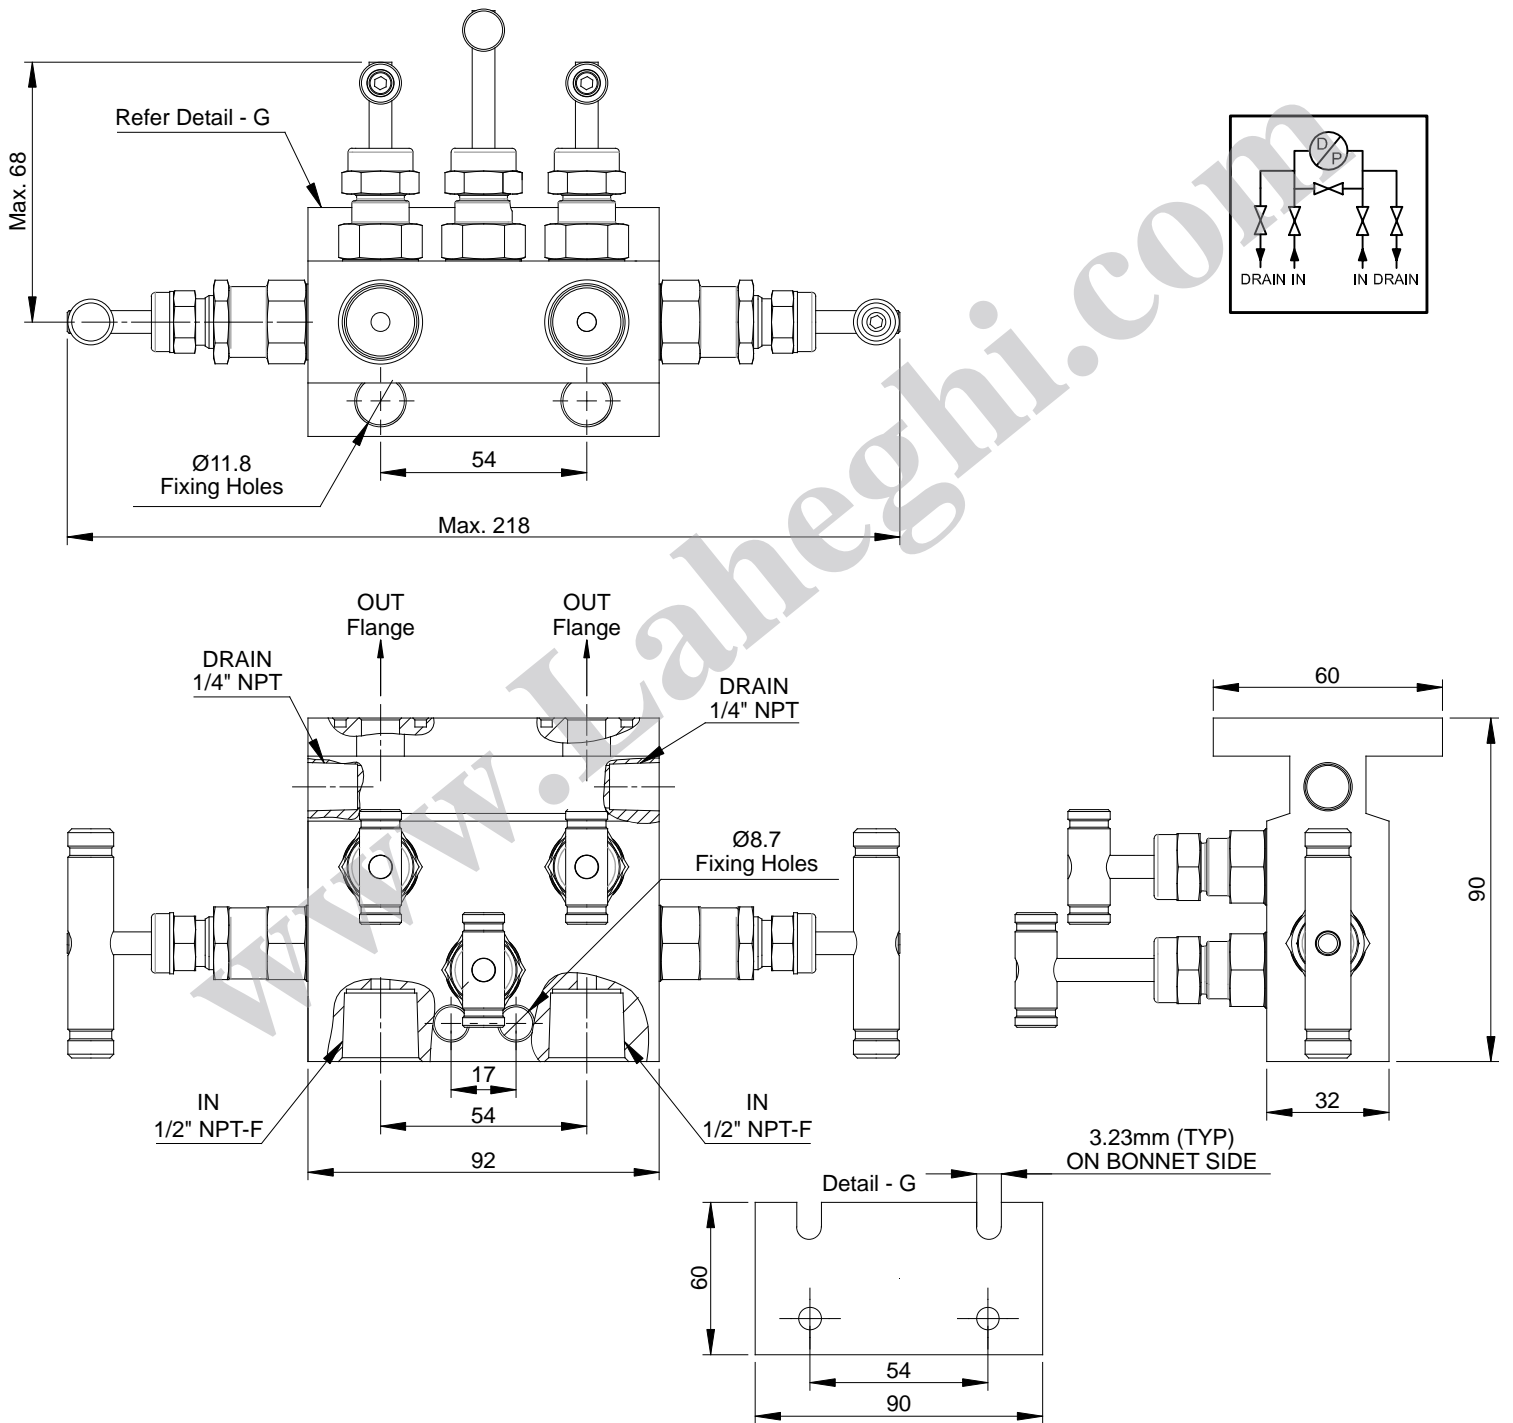 Refer Detail - G
Max. 68
D
P
DRAIN IN
IN DRAIN
54
Ø11.8
Fixing Holes
Max. 218
www.Laheghi.com
OUT
Flange
OUT
Flange
DRAIN
1/4" NPT
DRAIN
1/4" NPT
60
Ø8.7
Fixing Holes
90
17
54
92
IN
1/2" NPT-F
IN
1/2" NPT-F
32
3.23mm (TYP)
ON BONNET SIDE
Detail - G
60
54
90